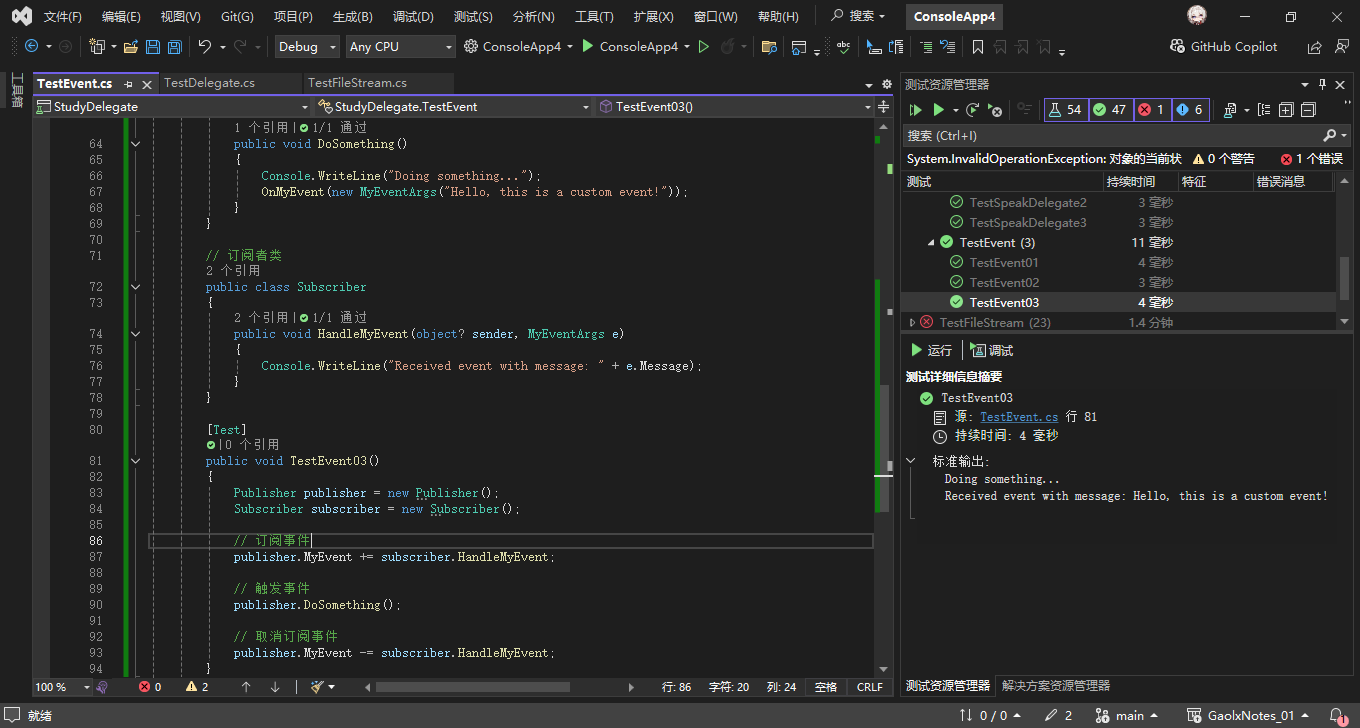 文件(F) 编辑(E) 视图(V) Git(G) 项目(P) 生成(B) 调试(D) 测试(S) 分析(N) 工具(T) 扩展(X) 窗口(W) 帮助(H) 搜索 ConsoleApp4
Debug Any CPU ConsoleApp4 ConsoleApp4 abc GitHub Copilot
工具箱
TestEvent.cs TestDelegate.cs TestFileStream.cs
StudyDelegate StudyDelegate.TestEvent TestEvent03()
1 个引用 | 1/1 通过
64 public void DoSomething()
65 {
66 Console.WriteLine("Doing something...");
67 OnMyEvent(new MyEventArgs("Hello, this is a custom event!"));
68 }
69 }
70
71 // 订阅者类
2 个引用
72 public class Subscriber
73 {
2 个引用 | 1/1 通过
74 public void HandleMyEvent(object? sender, MyEventArgs e)
75 {
76 Console.WriteLine("Received event with message: " + e.Message);
77 }
78 }
79
80 [Test]
| 0 个引用
81 public void TestEvent03()
82 {
83 Publisher publisher = new Publisher();
84 Subscriber subscriber = new Subscriber();
85
86 // 订阅事件
87 publisher.MyEvent += subscriber.HandleMyEvent;
88
89 // 触发事件
90 publisher.DoSomething();
91
92 // 取消订阅事件
93 publisher.MyEvent -= subscriber.HandleMyEvent;
94 }
100 % 0 2 行: 86 字符: 20 列: 24 空格 CRLF
测试资源管理器
54 47 1 6
搜索 (Ctrl+I)
System.InvalidOperationException: 对象的当前状 0 个警告 1 个错误
测试 持续时间 特征 错误消息
TestSpeakDelegate2 3 毫秒
TestSpeakDelegate3 3 毫秒
TestEvent (3) 11 毫秒
TestEvent01 4 毫秒
TestEvent02 3 毫秒
TestEvent03 4 毫秒
TestFileStream (23) 1.4 分钟
运行 调试
测试详细信息摘要
TestEvent03
源: TestEvent.cs 行 81
持续时间: 4 毫秒
标准输出:
Doing something...
Received event with message: Hello, this is a custom event!
测试资源管理器 解决方案资源管理器
就绪 0 / 0 2 main GaolxNotes_01 1